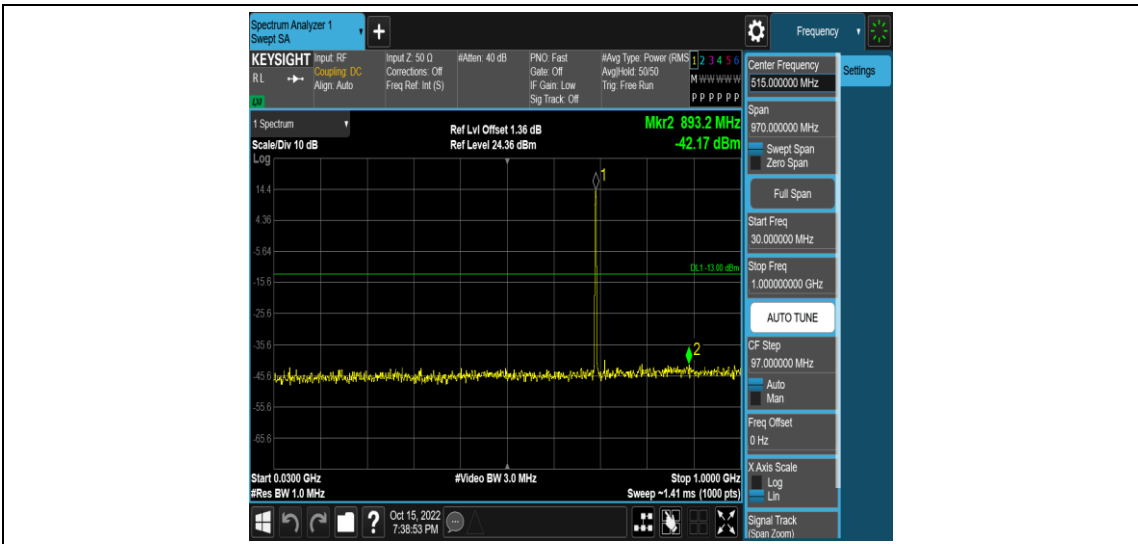 Spectrum Analyzer 1
Swept SA
+
Frequency
KEYSIGHT Input: RF Input Z: 50 Ω #Atten: 40 dB PNO: Fast #Avg Type: Power (RMS 1 2 3 4 5 6
RL Coupling: DC Corrections: Off Gate: Off Avg|Hold: 50/50 M W W W W W
Align: Auto Freq Ref: Int (S) IF Gain: Low Trig: Free Run
LXI Sig Track: Off P P P P P P
1 Spectrum
Ref Lvl Offset 1.36 dB Mkr2 893.2 MHz
Scale/Div 10 dB Ref Level 24.36 dBm -42.17 dBm
Log
1
14.4
4.36
-5.64
DL1 -13.00 dBm
-15.6
-25.6
-35.6
2
-45.6
-55.6
-65.6
Start 0.0300 GHz #Video BW 3.0 MHz Stop 1.0000 GHz
#Res BW 1.0 MHz Sweep ~1.41 ms (1000 pts)
? Oct 15, 2022
7:38:53 PM
Center Frequency
515.000000 MHz
Settings
Span
970.000000 MHz
Swept Span
Zero Span
Full Span
Start Freq
30.000000 MHz
Stop Freq
1.000000000 GHz
AUTO TUNE
CF Step
97.000000 MHz
Auto
Man
Freq Offset
0 Hz
X Axis Scale
Log
Lin
Signal Track
(Span Zoom)